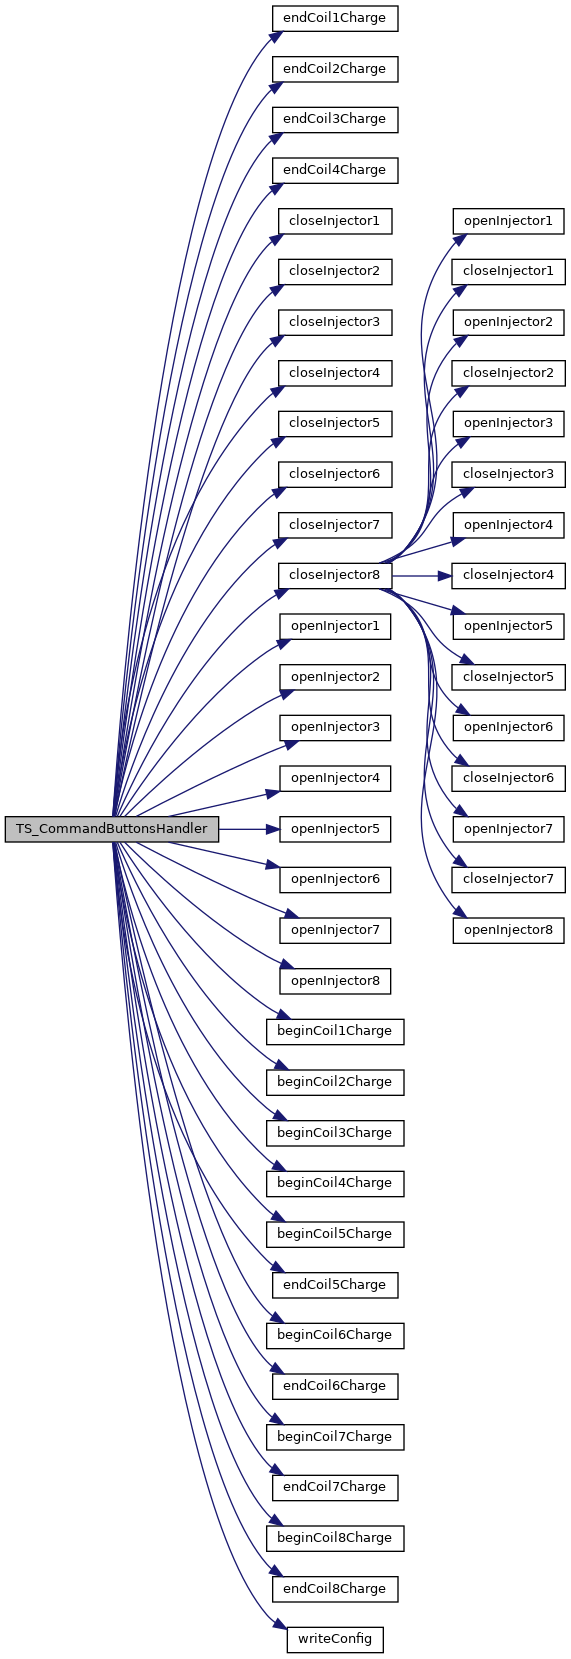 TS_CommandButtonsHandler
endCoil1Charge
endCoil2Charge
endCoil3Charge
endCoil4Charge
closeInjector1
closeInjector2
closeInjector3
closeInjector4
closeInjector5
closeInjector6
closeInjector7
closeInjector8
openInjector1
openInjector2
openInjector3
openInjector4
openInjector5
openInjector6
openInjector7
openInjector8
beginCoil1Charge
beginCoil2Charge
beginCoil3Charge
beginCoil4Charge
beginCoil5Charge
endCoil5Charge
beginCoil6Charge
endCoil6Charge
beginCoil7Charge
endCoil7Charge
beginCoil8Charge
endCoil8Charge
writeConfig
openInjector1
closeInjector1
openInjector2
closeInjector2
openInjector3
closeInjector3
openInjector4
closeInjector4
openInjector5
closeInjector5
openInjector6
closeInjector6
openInjector7
closeInjector7
openInjector8